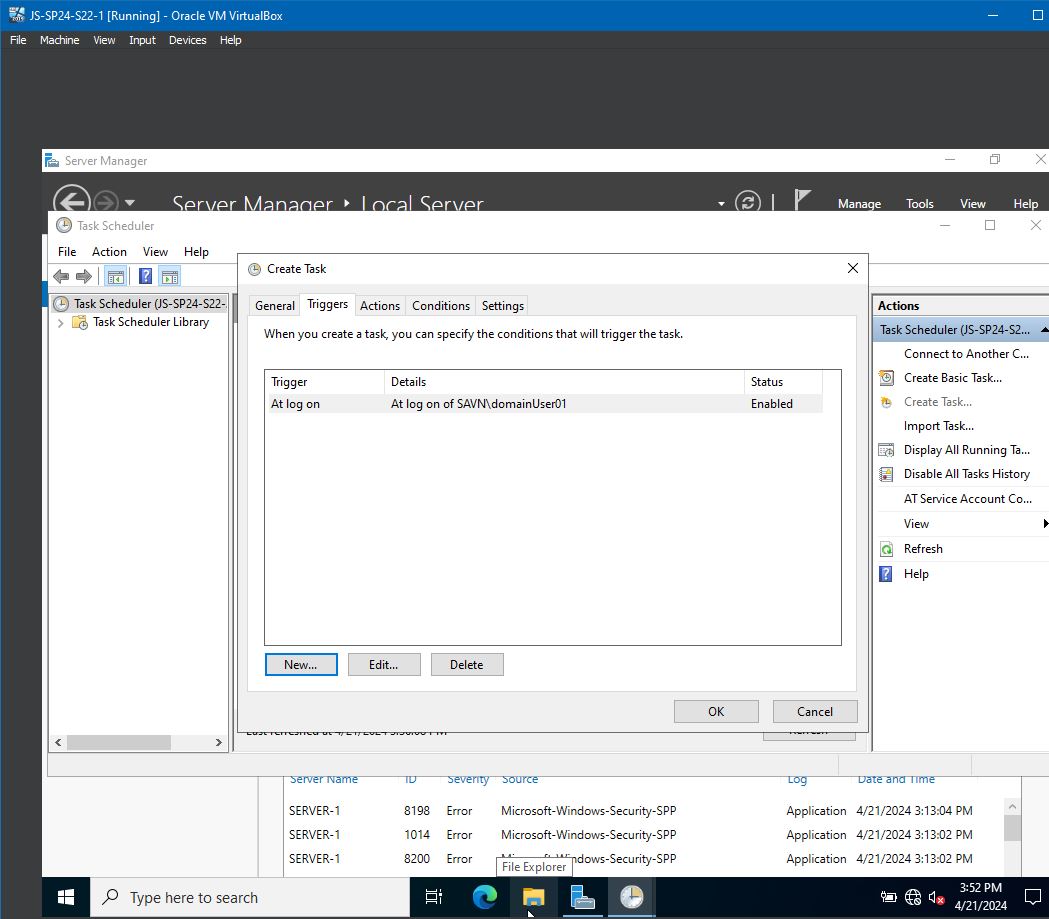 JS-SP24-S22-1 [Running] - Oracle VM VirtualBox
File Machine View Input Devices Help
Server Manager
Server Manager Local Server
Manage Tools View Help
Task Scheduler
File Action View Help
Create Task
Task Scheduler (JS-SP24-S22-
Task Scheduler Library
General Triggers Actions Conditions Settings
When you create a task, you can specify the conditions that will trigger the task.
Trigger Details Status
At log on At log on of SAVN\domainUser01 Enabled
New... Edit... Delete
OK Cancel
Actions
Task Scheduler (JS-SP24-S2...
Connect to Another C...
Create Basic Task...
Create Task...
Import Task...
Display All Running Ta...
Disable All Tasks History
AT Service Account Co...
View
Refresh
Help
Last refreshed at 4/21/2024 PM
Refresh
Server Name ID Severity Source Log Date and Time
SERVER-1 8198 Error Microsoft-Windows-Security-SPP Application 4/21/2024 3:13:04 PM
SERVER-1 1014 Error Microsoft-Windows-Security-SPP Application 4/21/2024 3:13:02 PM
SERVER-1 8200 Error Microsoft-Windows-Security-SPP Application 4/21/2024 3:13:02 PM
File Explorer
Type here to search
3:52 PM
4/21/2024